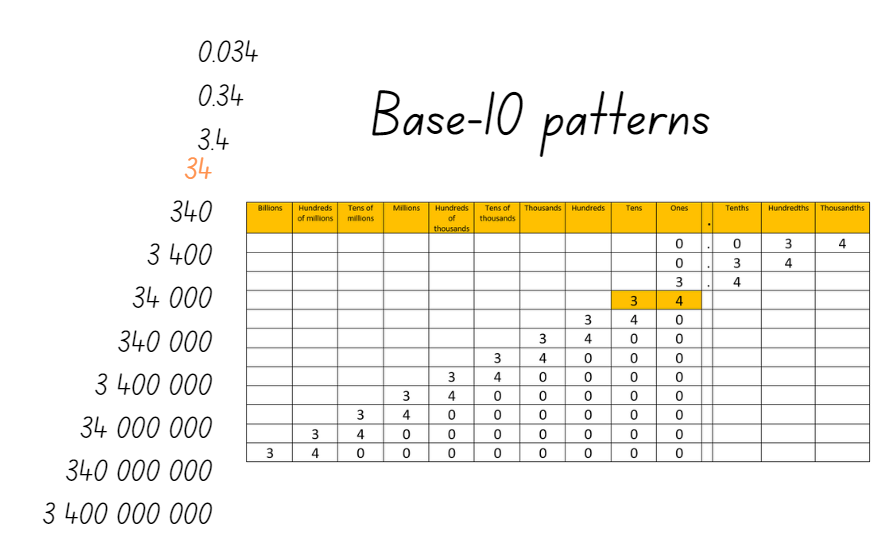 0.034
0.34
Base-10 patterns
3.4
34
340
3 400
34 000
340 000
3 400 000
34 000 000
340 000 000
3 400 000 000
Billions Hundreds of millions Tens of millions Millions Hundreds of thousands Tens of thousands Thousands Hundreds Tens Ones . Tenths Hundredths Thousandths
0 . 0 3 4
0 . 3 4
3 . 4
3 4
3 4 0
3 4 0 0
3 4 0 0 0
3 4 0 0 0 0
3 4 0 0 0 0 0
3 4 0 0 0 0 0 0
3 4 0 0 0 0 0 0 0
3 4 0 0 0 0 0 0 0 0